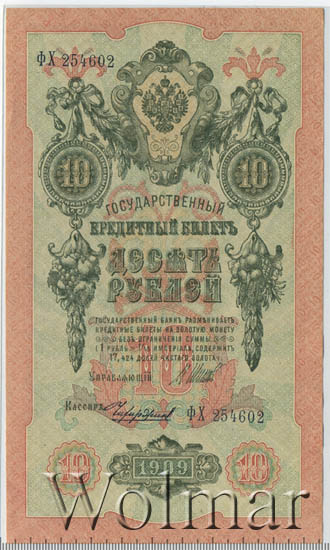 ФХ 254602
10 10
ГОСУДАРСТВЕННЫЙ
КРЕДИТНЫЙ БИЛЕТЪ
ДЕСЯТЬ
РУБЛЕЙ
ГОСУДАРСТВЕННЫЙ БАНКЪ РАЗМѢНИВАЕТЪ
КРЕДИТНЫЕ БИЛЕТЫ НА ЗОЛОТУЮ МОНЕТУ
БЕЗЪ ОГРАНИЧЕНІЯ СУММЫ
1 РУБЛЬ = 1/15 ИМПЕРІАЛА, СОДЕРЖИТЪ
17,424 ДОЛЕЙ ЧИСТАГО ЗОЛОТА
10
УПРАВЛЯЮЩІЙ
КАССИРЪ
ФХ 254602
10 1909 10
Wolmar